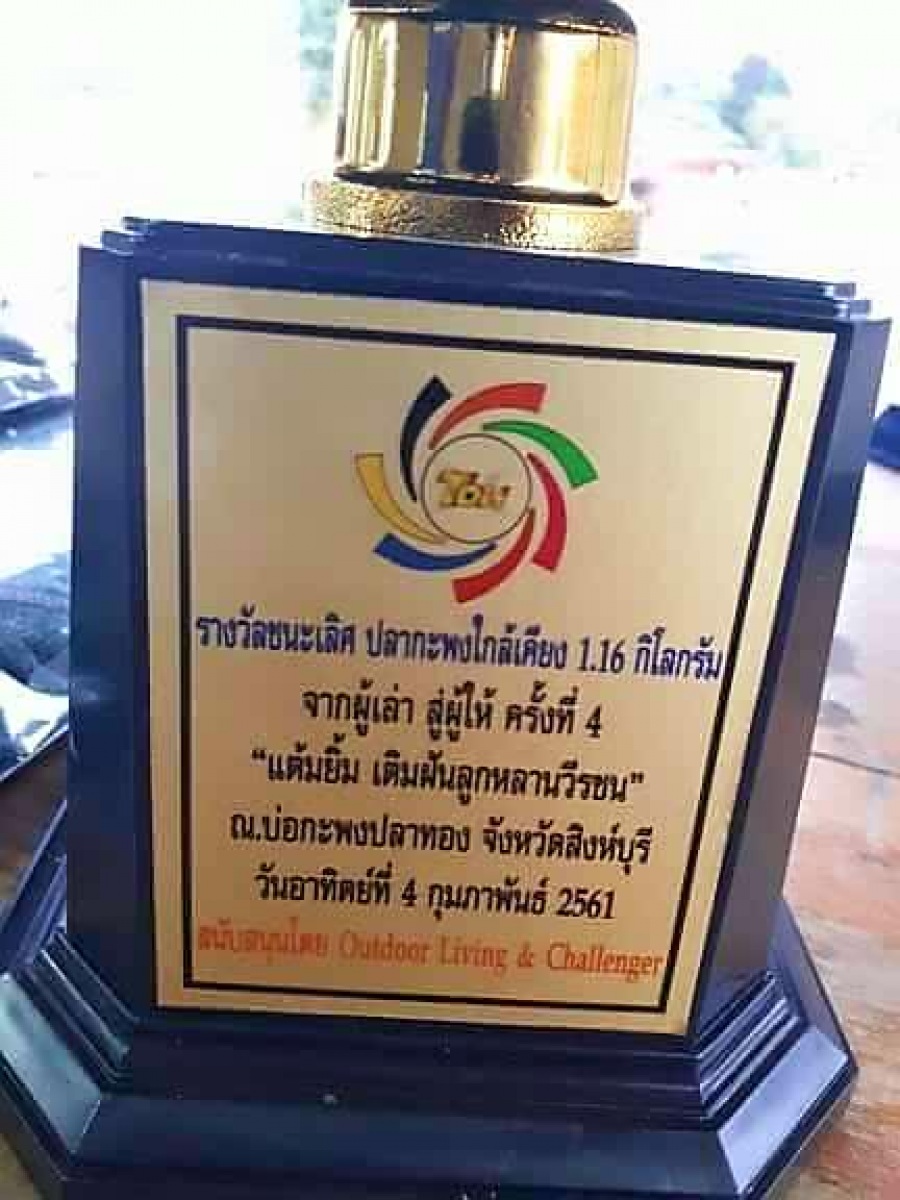 รางวัลชนะเลิศ ปลากะพงใกล้เคียง 1.16 กิโลกรัม
จากผู้เล่า สู่ผู้ให้ ครั้งที่ 4
“แต้มยิ้ม เติมฝันลูกหลานวีรชน”
ณ.บ่อกะพงปลาทอง จังหวัดสิงห์บุรี
วันอาทิตย์ที่ 4 กุมภาพันธ์ 2561
สนับสนุนโดย Outdoor Living & Challenger